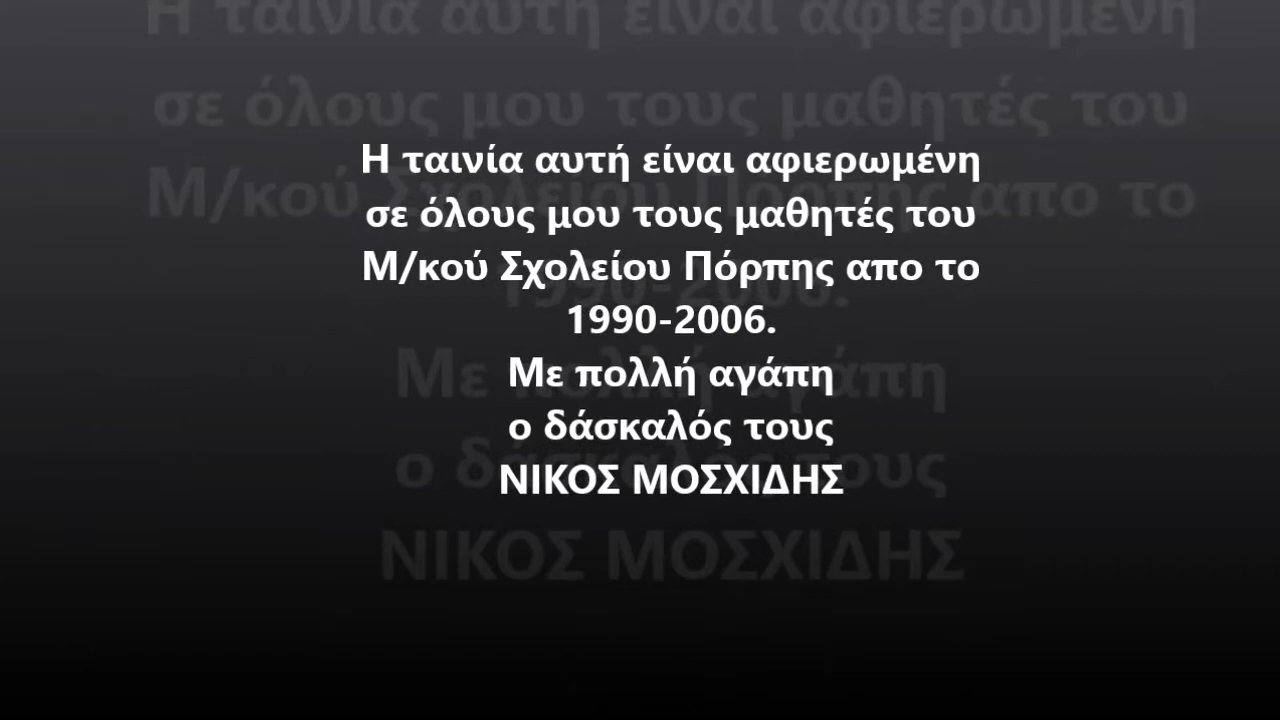 Η ταινία αυτή είναι αφιερωμένη
σε όλους μου τους μαθητές του
Μ/κού Σχολείου Πόρπης απο το
1990-2006.
Με πολλή αγάπη
ο δάσκαλός τους
ΝΙΚΟΣ ΜΟΣΧΙΔΗΣ